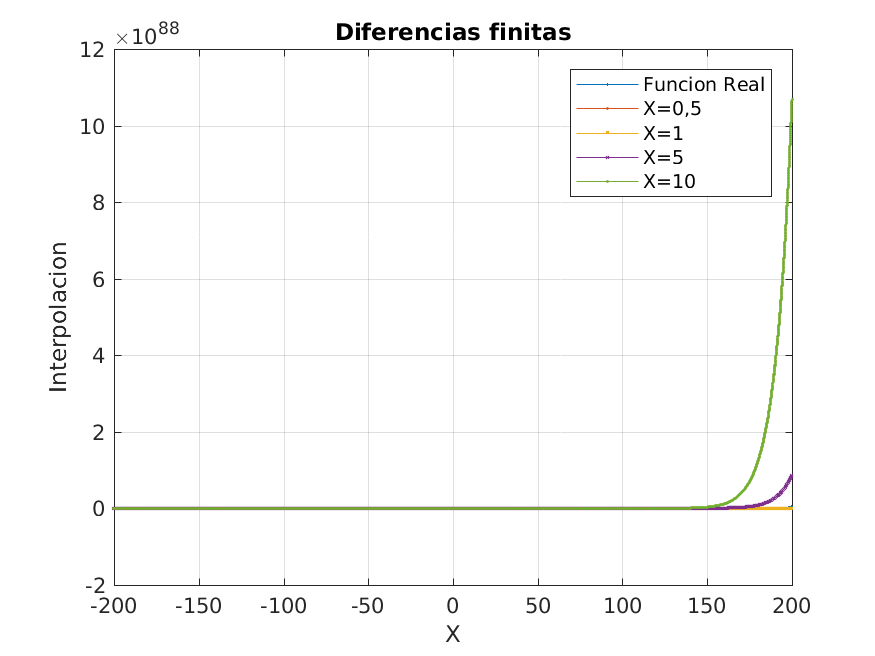 Diferencias finitas
×10^88
12
10
8
6
4
2
0
-2
Interpolacion
-200
-150
-100
-50
0
50
100
150
200
X
Funcion Real
X=0,5
X=1
X=5
X=10